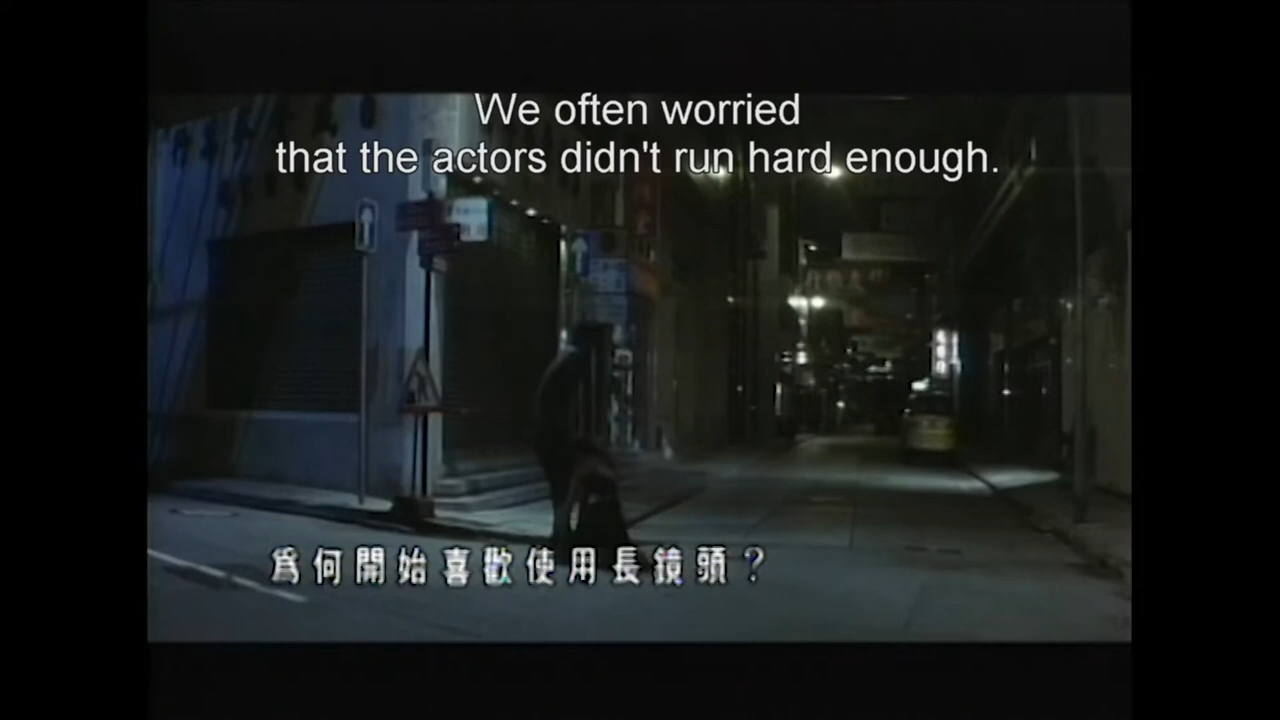 We often worried
that the actors didn't run hard enough.
為何開始喜歡使用長鏡頭？